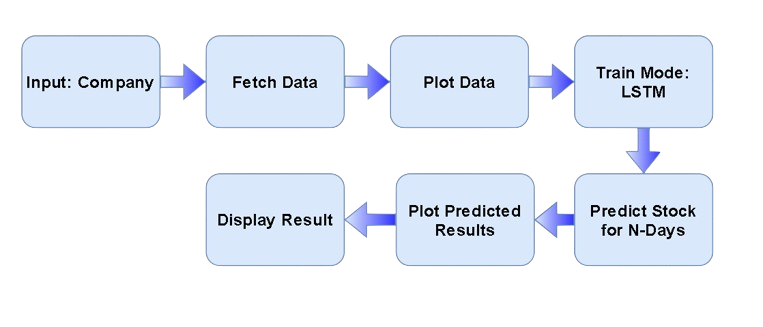 Input: Company
Fetch Data
Plot Data
Train Mode:
LSTM
Predict Stock
for N-Days
Plot Predicted
Results
Display Result